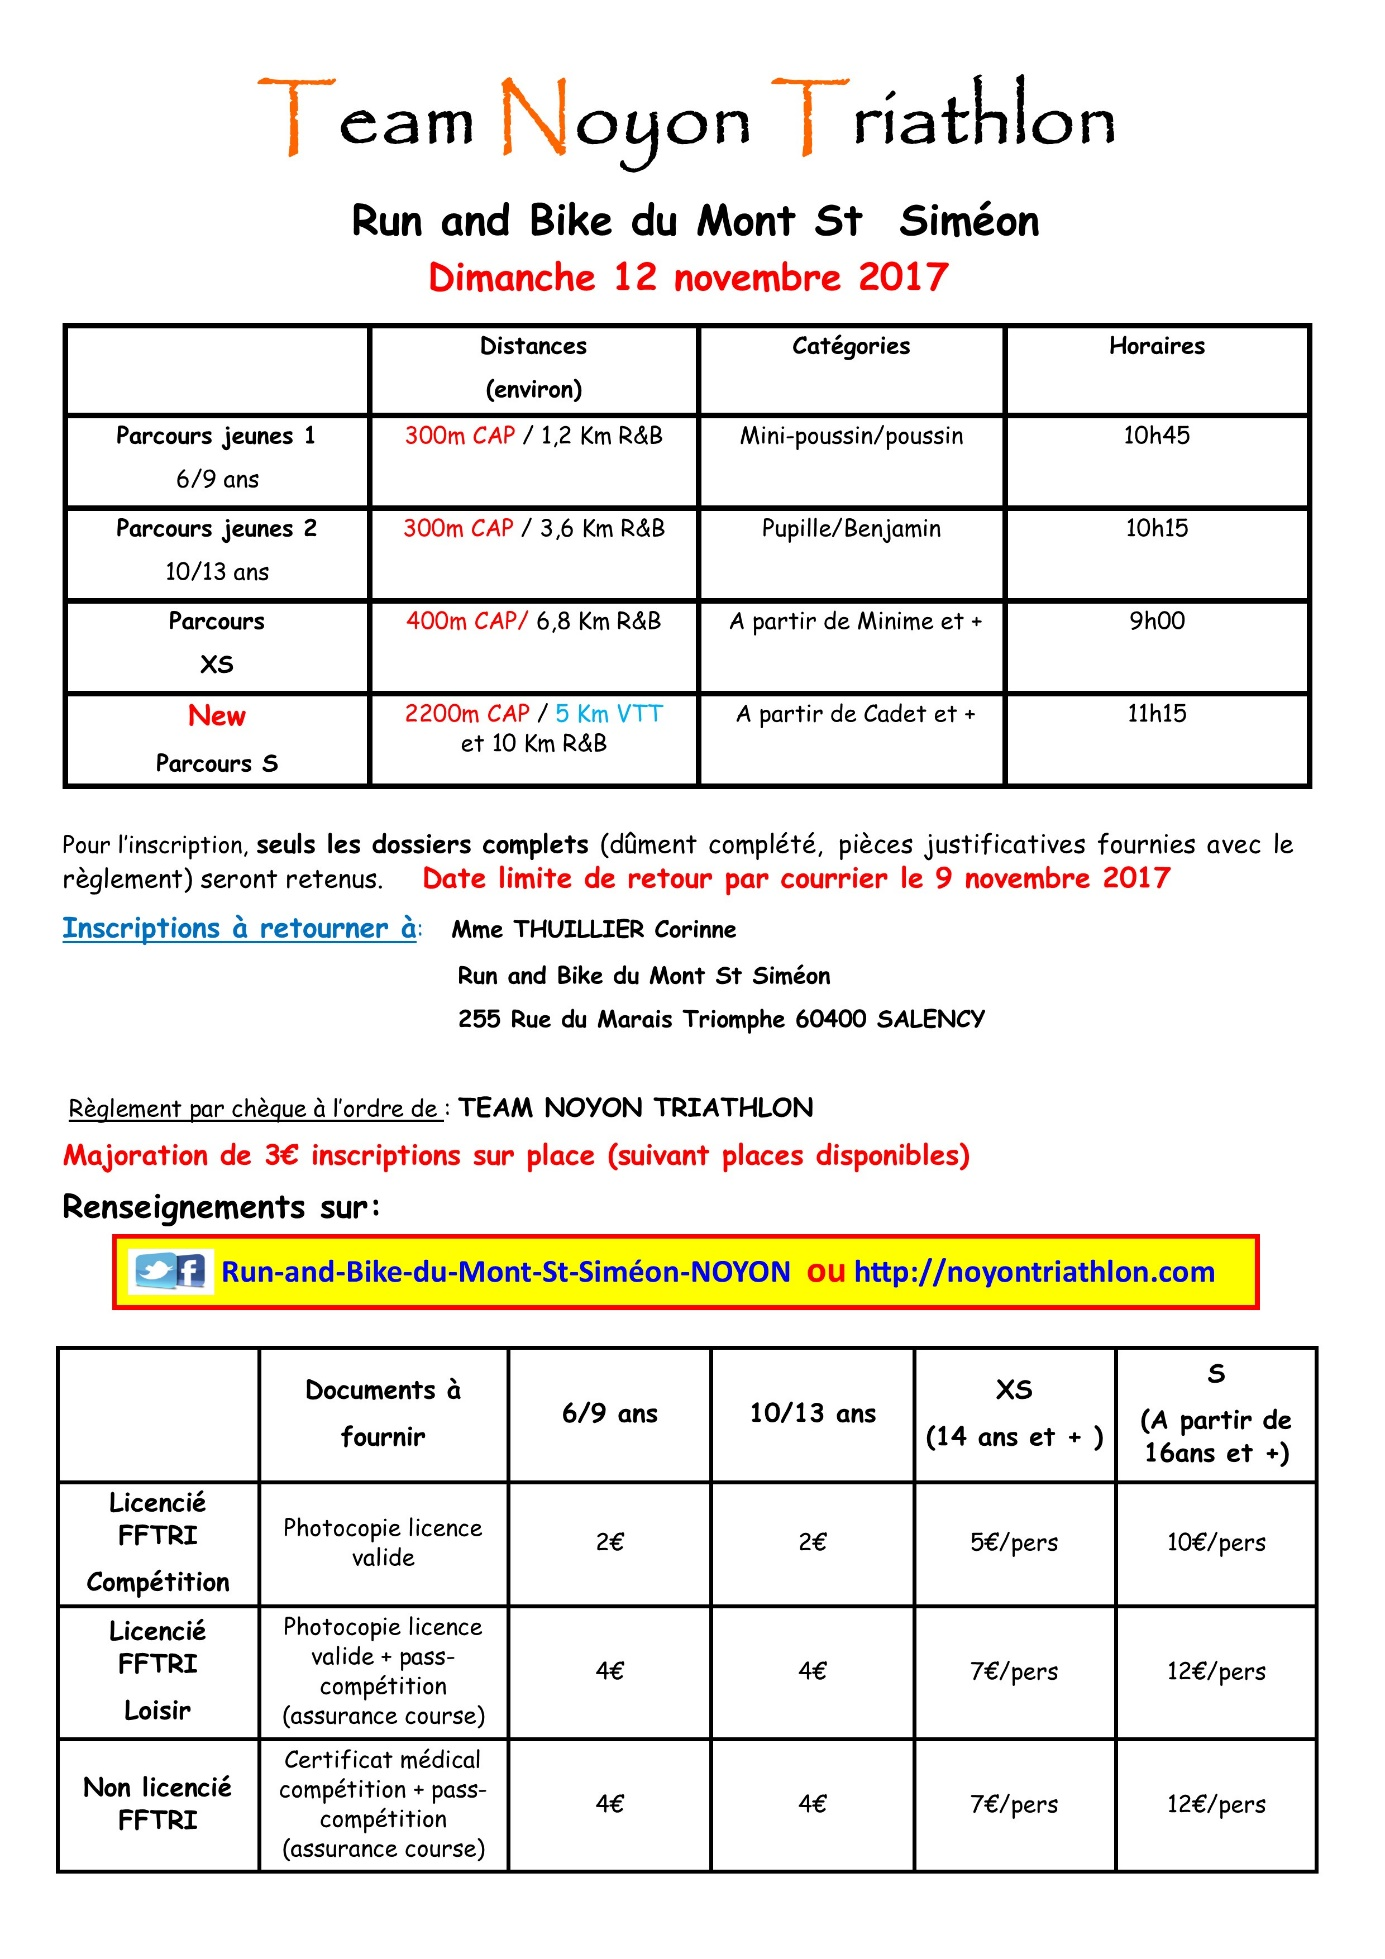 Team Noyon Triathlon
Run and Bike du Mont St  Siméon
Dimanche 12 novembre 2017
Distances
(environ)
Catégories
Horaires
Parcours jeunes 1
6/9 ans
300m CAP / 1,2 Km R&B
Mini-poussin/poussin
10h45
Parcours jeunes 2
10/13 ans
300m CAP / 3,6 Km R&B
Pupille/Benjamin
10h15
Parcours
XS
400m CAP/ 6,8 Km R&B
A partir de Minime et +
9h00
New
Parcours S
2200m CAP / 5 Km VTT
et 10 Km R&B
A partir de Cadet et +
11h15
Pour l'inscription, seuls les dossiers complets (dûment complété, pièces justificatives fournies avec le
règlement) seront retenus. Date limite de retour par courrier le 9 novembre 2017
Inscriptions à retourner à: Mme THUILLIER Corinne
Run and Bike du Mont St Siméon
255 Rue du Marais Triomphe 60400 SALENCY
Règlement par chèque à l'ordre de : TEAM NOYON TRIATHLON
Majoration de 3€ inscriptions sur place (suivant places disponibles)
Renseignements sur:
Run-and-Bike-du-Mont-St-Siméon-NOYON ou http://noyontriathlon.com
Documents à
fournir
6/9 ans
10/13 ans
XS
(14 ans et + )
S
(A partir de
16ans et +)
Licencié
FFTRI
Compétition
Photocopie licence
valide
2€
2€
5€/pers
10€/pers
Licencié
FFTRI
Loisir
Photocopie licence
valide + pass-
compétition
(assurance course)
4€
4€
7€/pers
12€/pers
Non licencié
FFTRI
Certificat médical
compétition + pass-
compétition
(assurance course)
4€
4€
7€/pers
12€/pers